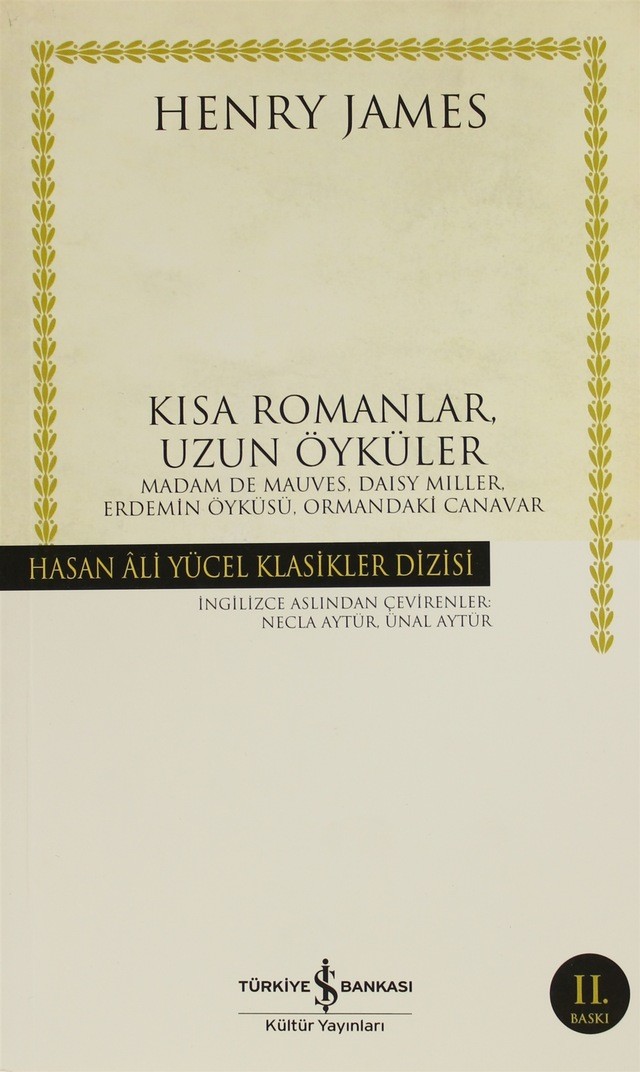 HENRY JAMES
KISA ROMANLAR,
UZUN ÖYKÜLER
MADAM DE MAUVES, DAISY MILLER,
ERDEMİN ÖYKÜSÜ, ORMANDAKİ CANAVAR
HASAN ÂLİ YÜCEL KLASİKLER DİZİSİ
İNGİLİZCE ASLINDAN ÇEVİRENLER:
NECLA AYTÜR, ÜNAL AYTÜR
TÜRKİYE İŞ BANKASI
Kültür Yayınları
II.
BASKI